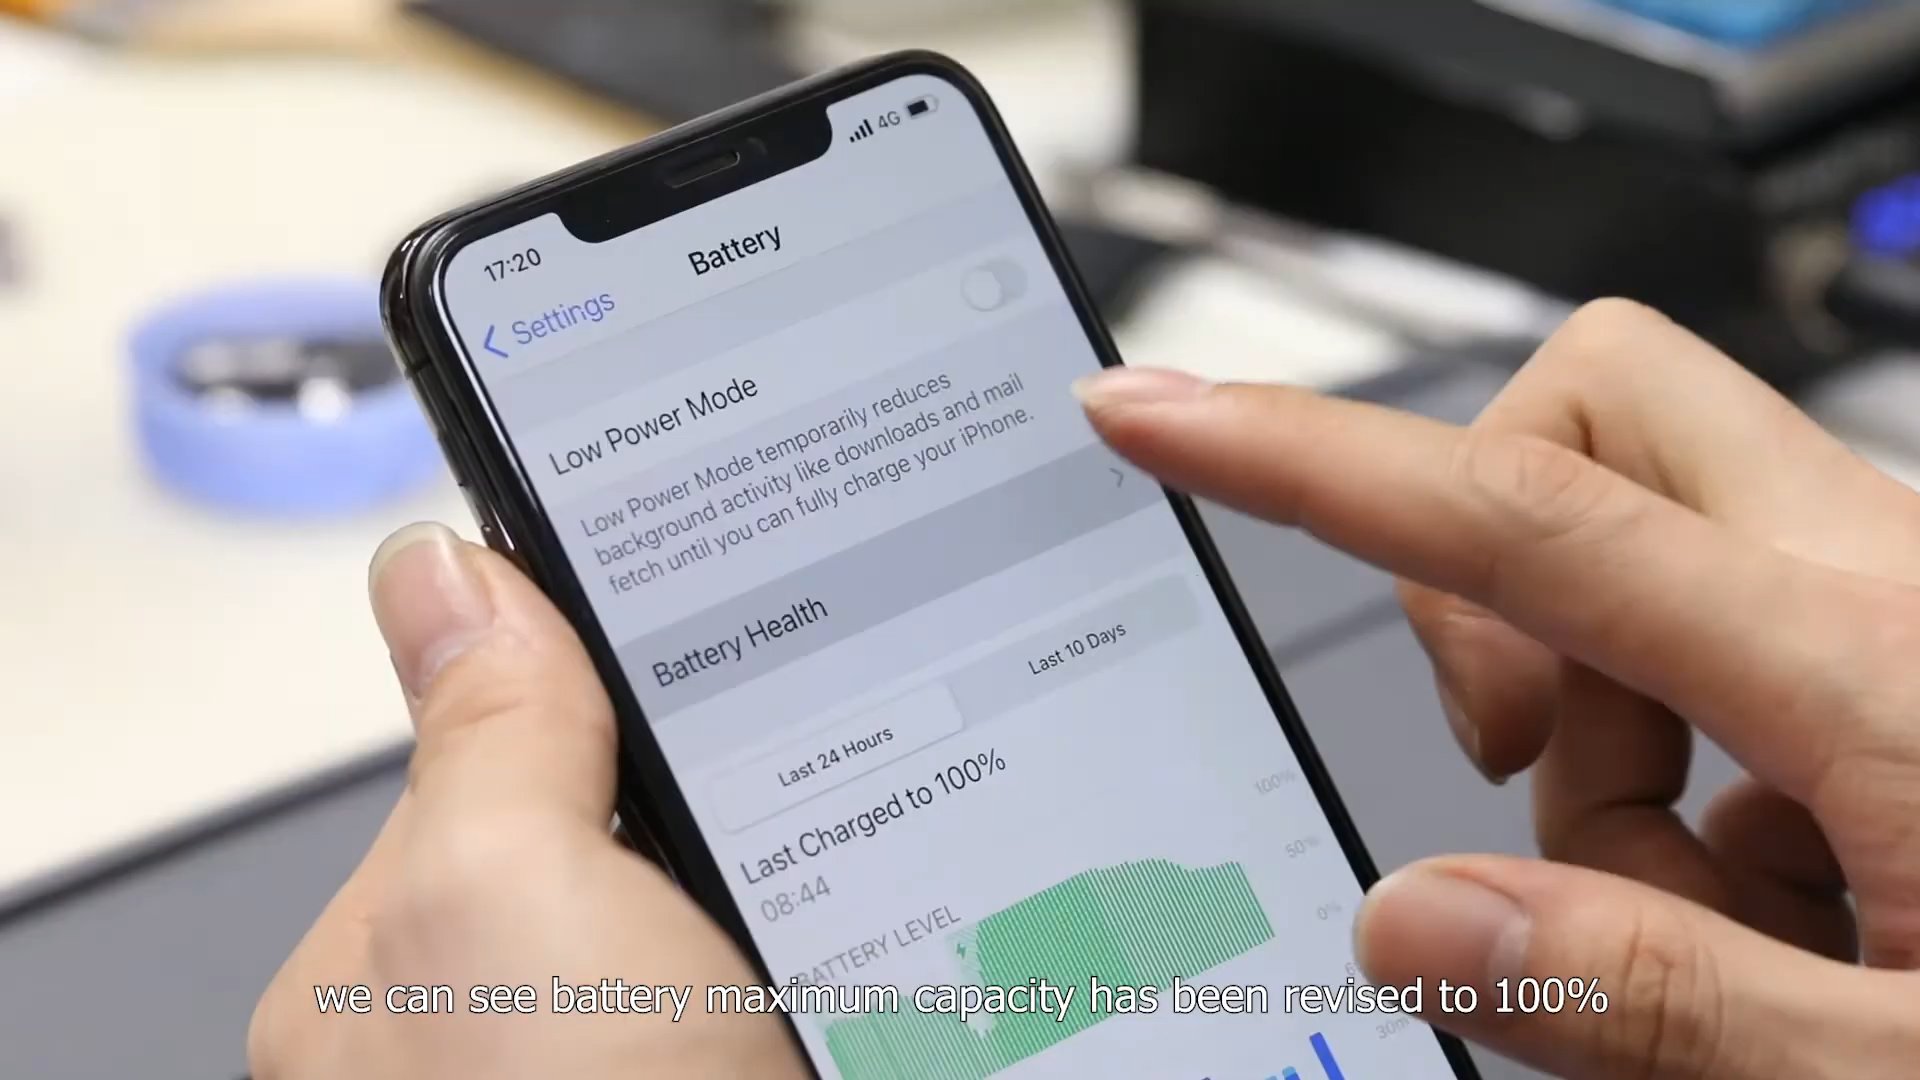 17:20
4G
Settings
Battery
Low Power Mode
Low Power Mode temporarily reduces
background activity like downloads and mail
fetch until you can fully charge your iPhone.
Battery Health
Last 24 Hours
Last 10 Days
Last Charged to 100%
08:44
BATTERY LEVEL
100%
50%
0%
we can see battery maximum capacity has been revised to 100%